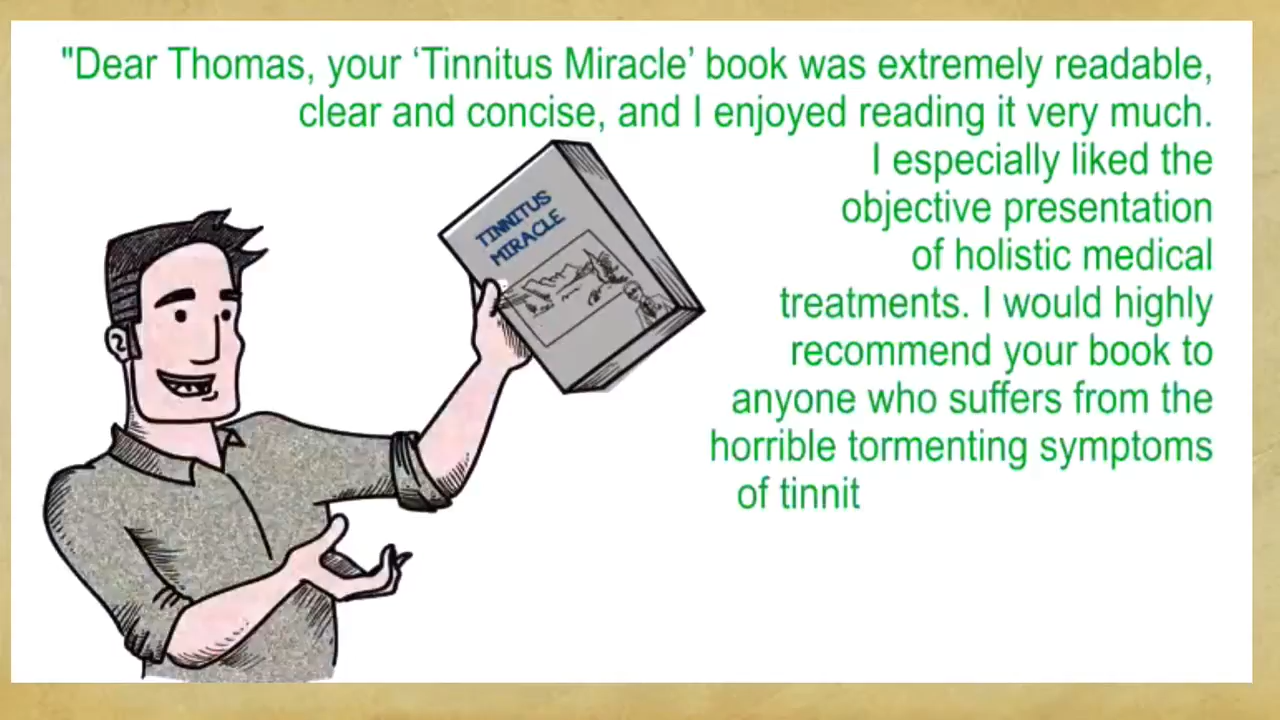 "Dear Thomas, your ‘Tinnitus Miracle’ book was extremely readable,
clear and concise, and I enjoyed reading it very much.
I especially liked the
objective presentation
of holistic medical
treatments. I would highly
recommend your book to
anyone who suffers from the
horrible tormenting symptoms
of tinnit
TINNITUS
MIRACLE